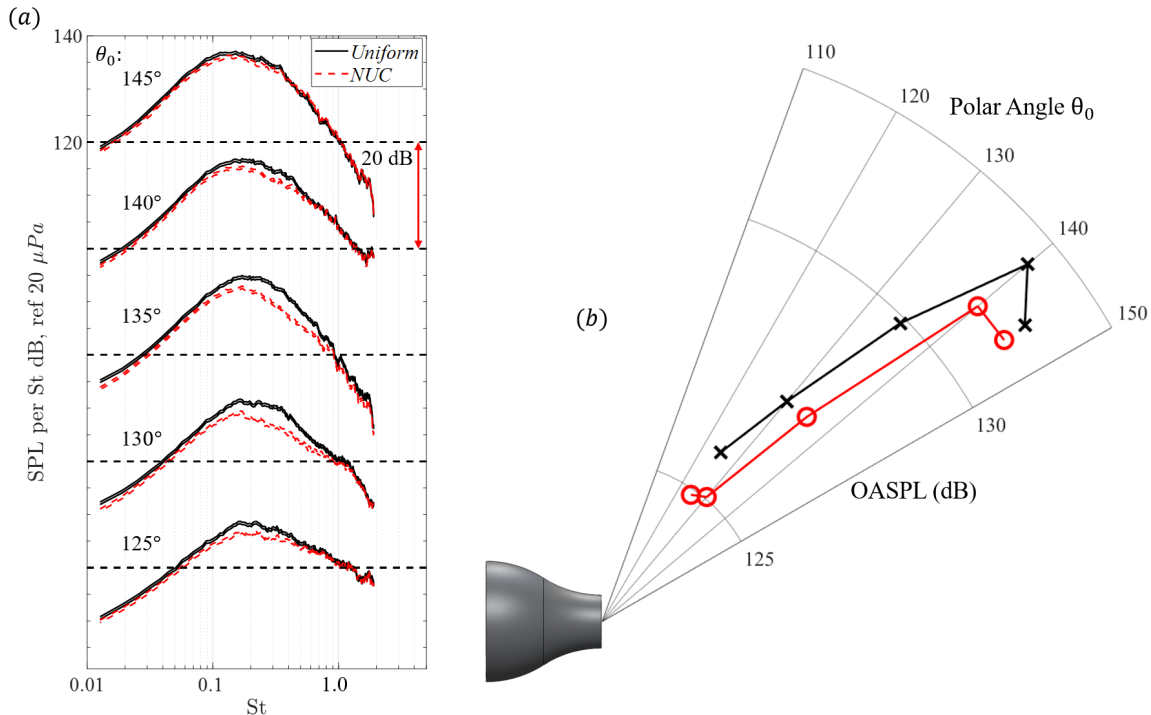 (a)
140
θ₀:
Uniform
NUC
145°
120
20 dB
140°
135°
130°
125°
SPL per St dB, ref 20 μPa
0.01
0.1
1.0
St
110
120
Polar Angle θ₀
130
140
(b)
150
130
OASPL (dB)
125